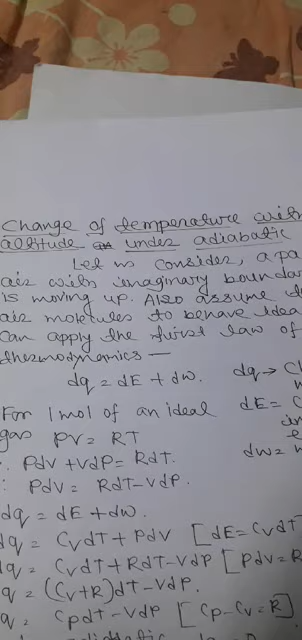 Change of temperature with
altitude under adiabatic
Let us consider, a pa
air with imaginary boundar
is moving up. Also assume
air molecules to behave idea
can apply the first law of
thermodynamics —
dq = dE + dw. dq →
For 1 mol of an ideal dE =
gas PV = RT
∴ PdV + VdP = RdT. dw =
∴ PdV = RdT - VdP.
dq = dE + dw.
dq = CvdT + PdV [dE = CvdT
dq = CvdT + RdT - VdP [PdV = R
q = (Cv+R)dT - VdP.
q = CpdT - VdP [Cp - Cv = R]